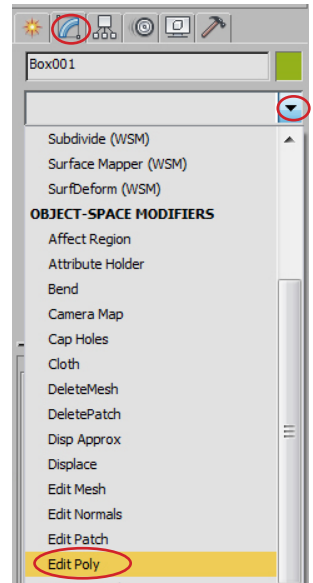 Box001
Subdivide (WSM)
Surface Mapper (WSM)
SurfDeform (WSM)
OBJECT-SPACE MODIFIERS
Affect Region
Attribute Holder
Bend
Camera Map
Cap Holes
Cloth
DeleteMesh
DeletePatch
Disp Approx
Displace
Edit Mesh
Edit Normals
Edit Patch
Edit Poly